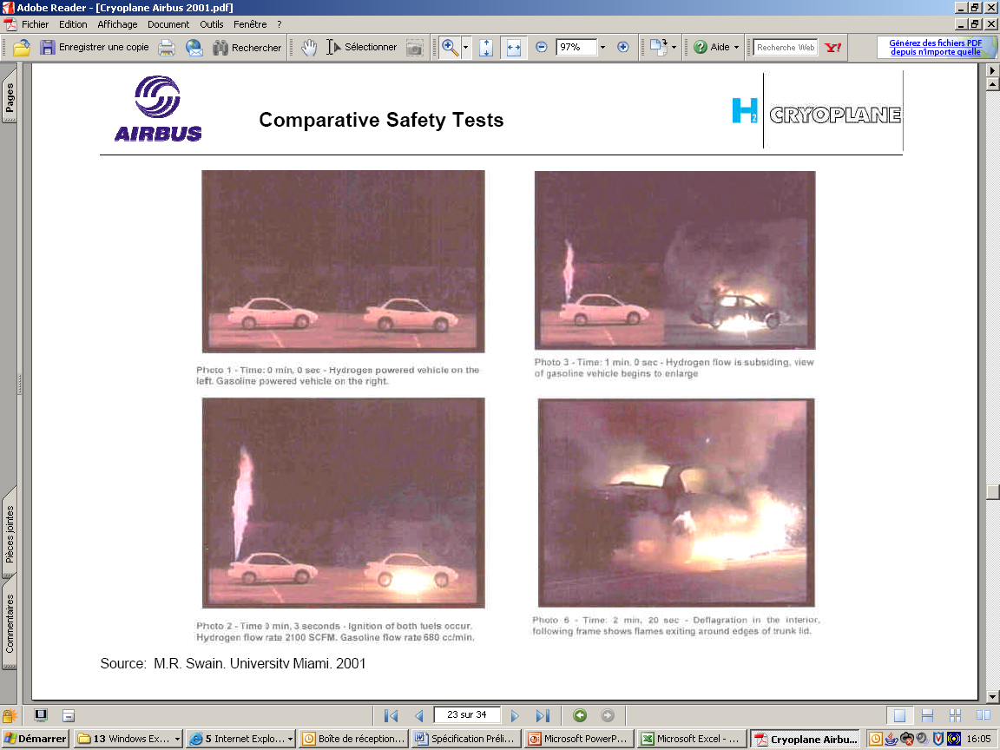 Adobe Reader - [Cryoplane Airbus 2001.pdf]
Fichier Edition Affichage Document Outils Fenêtre ?
Enregistrer une copie Rechercher Sélectionner 97% Aide Recherche Web Y! Générez des fichiers PDF
depuis n'importe quelle
Pages
Pièces jointes
Commentaires
AIRBUS
Comparative Safety Tests
H2 CRYOPLANE
Photo 1 - Time: 0 min, 0 sec - Hydrogen powered vehicle on the
left. Gasoline powered vehicle on the right.
Photo 3 - Time: 1 min, 0 sec - Hydrogen flow is subsiding, view
of gasoline vehicle begins to enlarge
Photo 2 - Time 0 min, 3 seconds - Ignition of both fuels occur.
Hydrogen flow rate 2100 SCFM. Gasoline flow rate 680 cc/min.
Photo 6 - Time: 2 min, 20 sec - Deflagration in the interior,
following frame shows flames exiting around edges of trunk lid.
Source: M.R. Swain. University Miami. 2001
23 sur 34
Démarrer 13 Windows Ex... 5 Internet Explo... Boîte de réception... Spécification Préli... Microsoft PowerP... Microsoft Excel - ... Cryoplane Airbu... 16:05